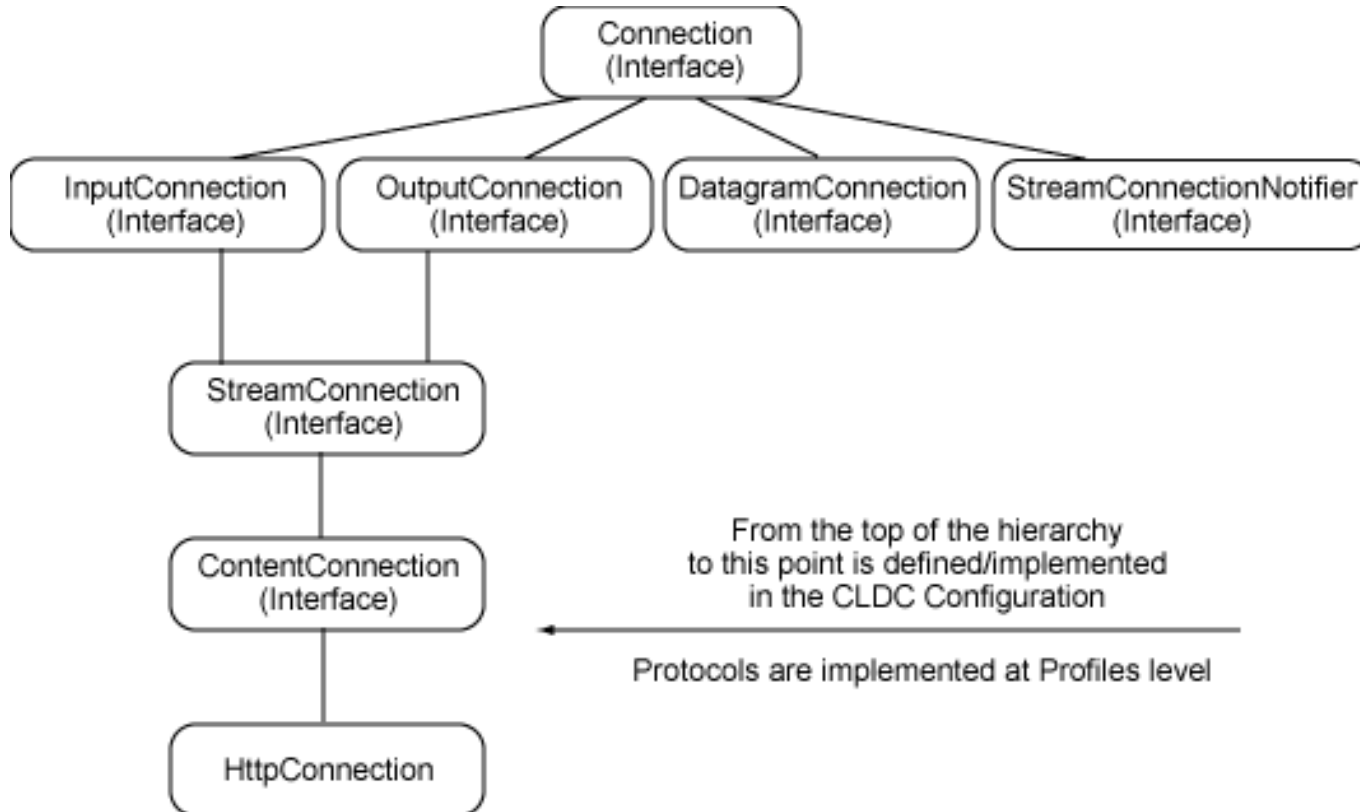 Connection
(Interface)
InputConnection
(Interface)
OutputConnection
(Interface)
DatagramConnection
(Interface)
StreamConnectionNotifier
(Interface)
StreamConnection
(Interface)
ContentConnection
(Interface)
From the top of the hierarchy
to this point is defined/implemented
in the CLDC Configuration
Protocols are implemented at Profiles level
HttpConnection